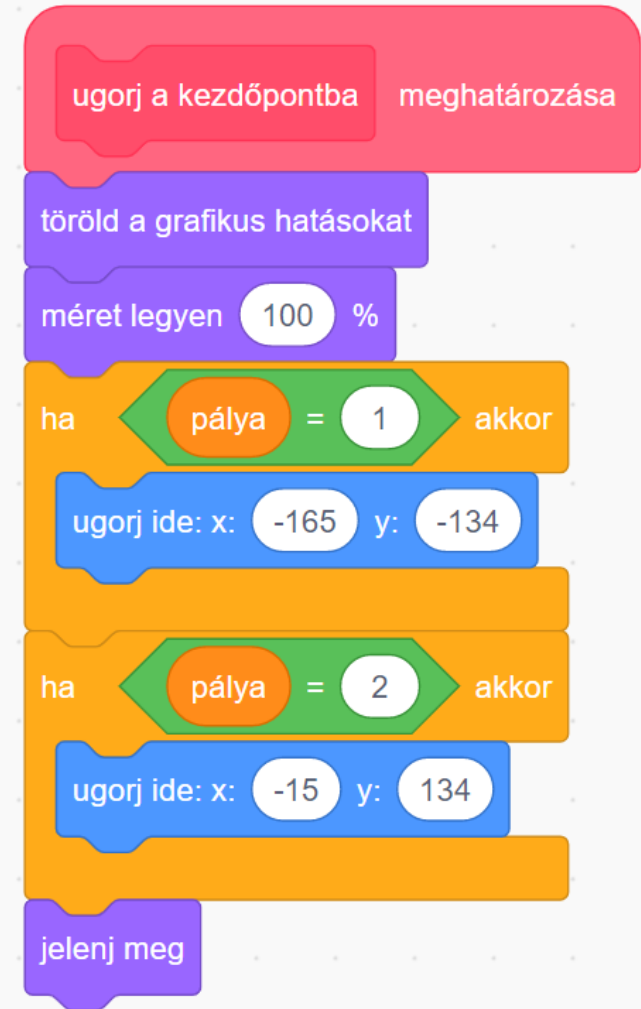 ugorj a kezdőpontba meghatározása
töröld a grafikus hatásokat
méret legyen 100 %
ha pálya = 1 akkor
ugorj ide: x: -165 y: -134
ha pálya = 2 akkor
ugorj ide: x: -15 y: 134
jelenj meg